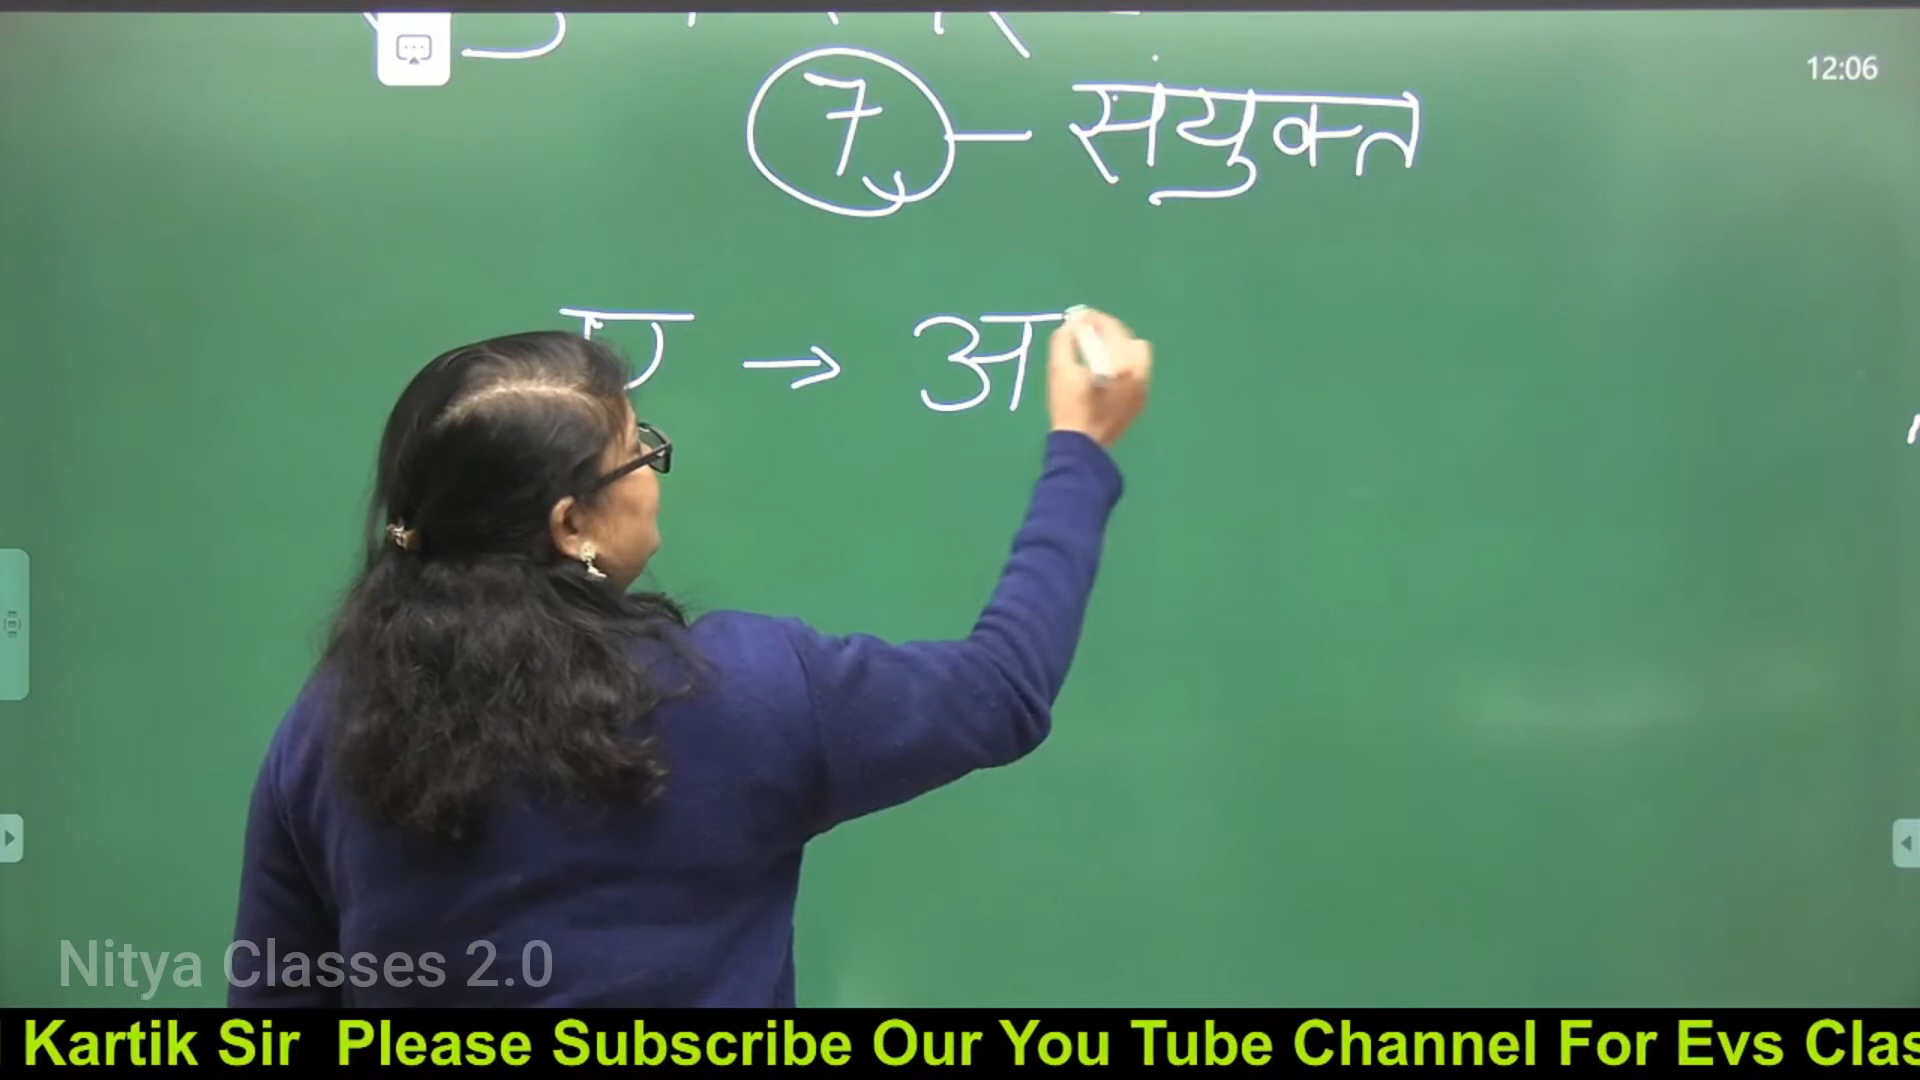 12:06
7 – संयुक्त
ए → अ
Nitya Classes 2.0
Kartik Sir Please Subscribe Our You Tube Channel For Evs Clas